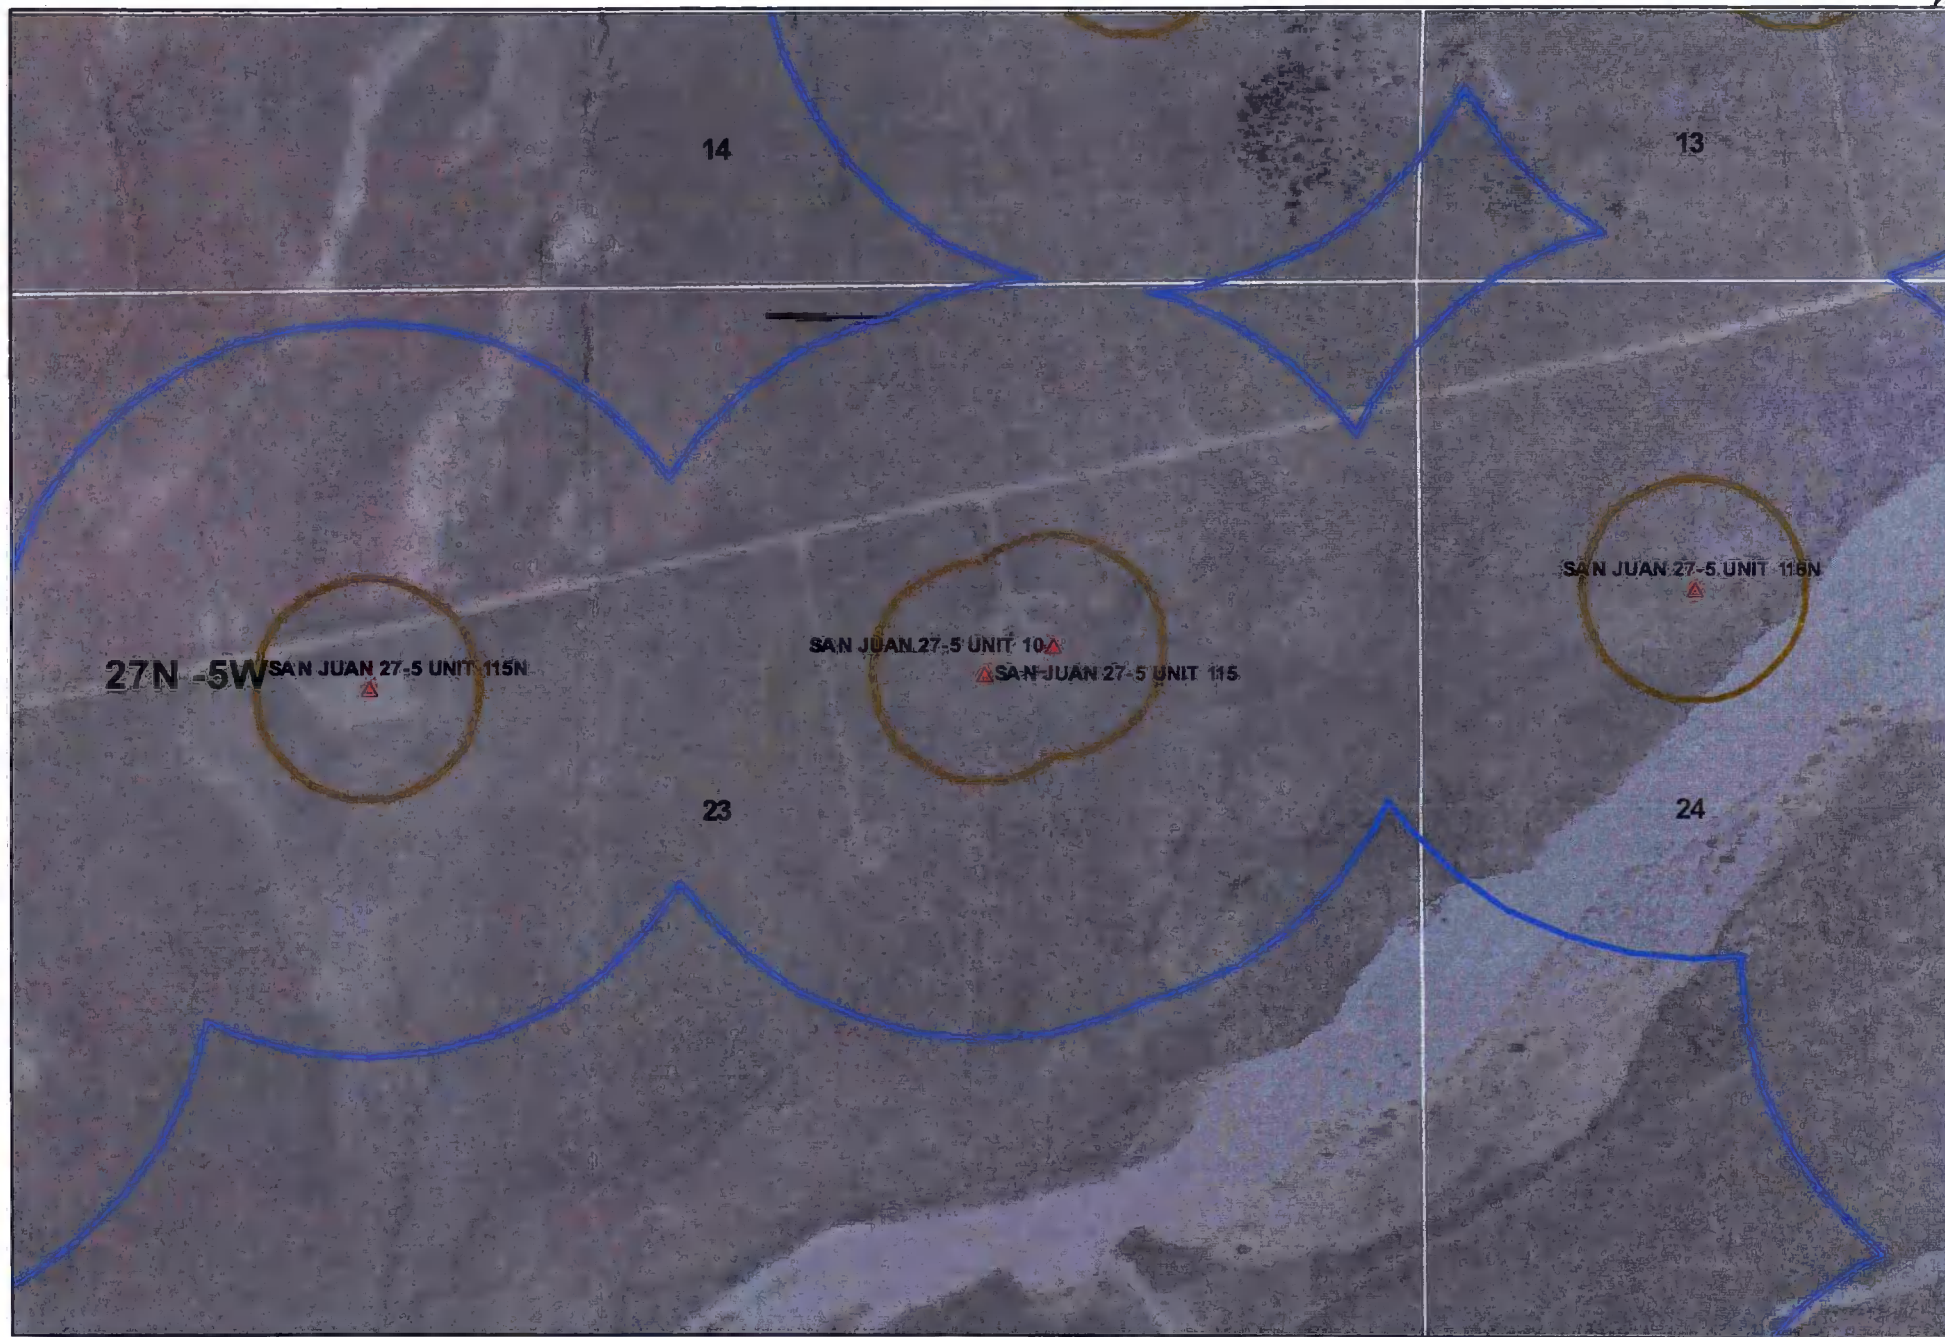 14
13
SAN JUAN 27-5 UNIT 118N
SAN JUAN 27-5 UNIT 10
27N -5W
SAN JUAN 27-5 UNIT 115N
SAN JUAN 27-5 UNIT 115
23
24